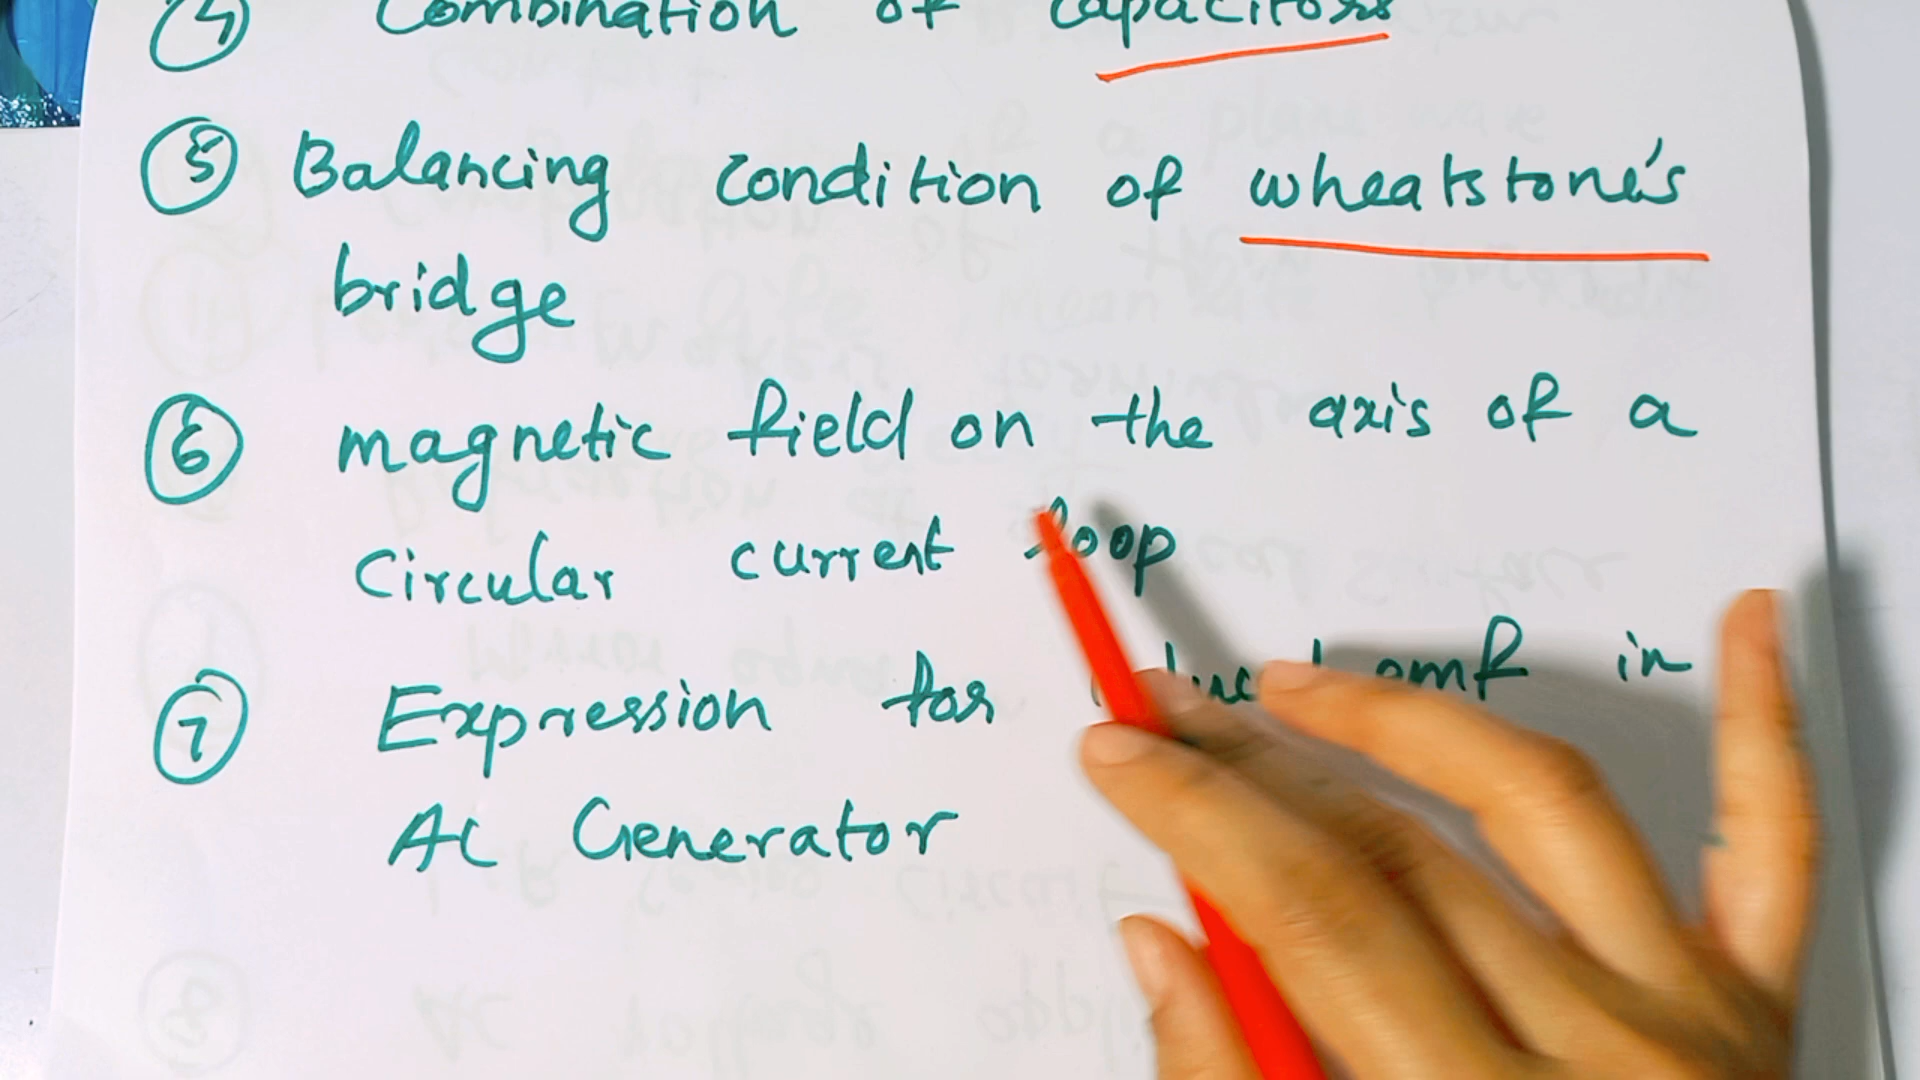 4 Combination of Capacitors
5 Balancing condition of wheatstone's
bridge
6 magnetic field on the axis of a
Circular current loop
7 Expression for emf in
AC Generator